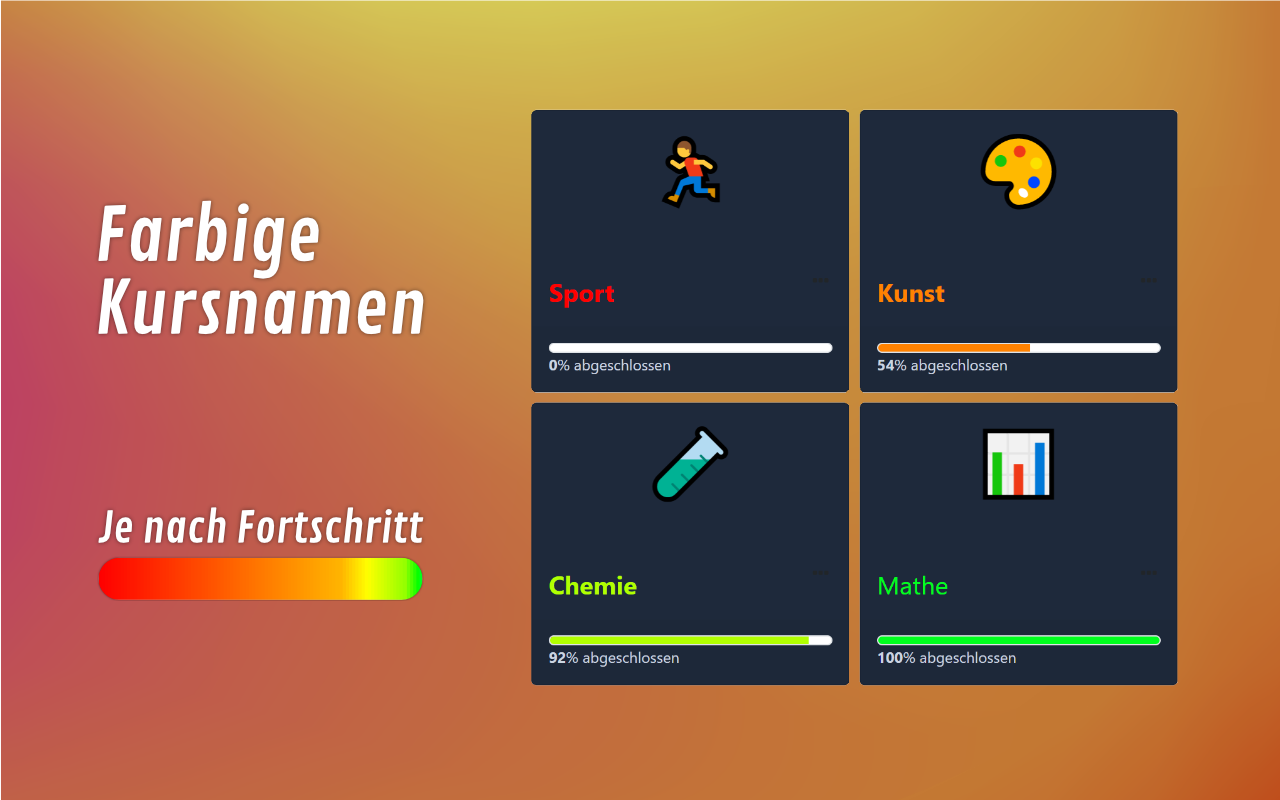 Farbige
Kursnamen
Je nach Fortschritt
Sport
0% abgeschlossen
Kunst
54% abgeschlossen
Chemie
92% abgeschlossen
Mathe
100% abgeschlossen